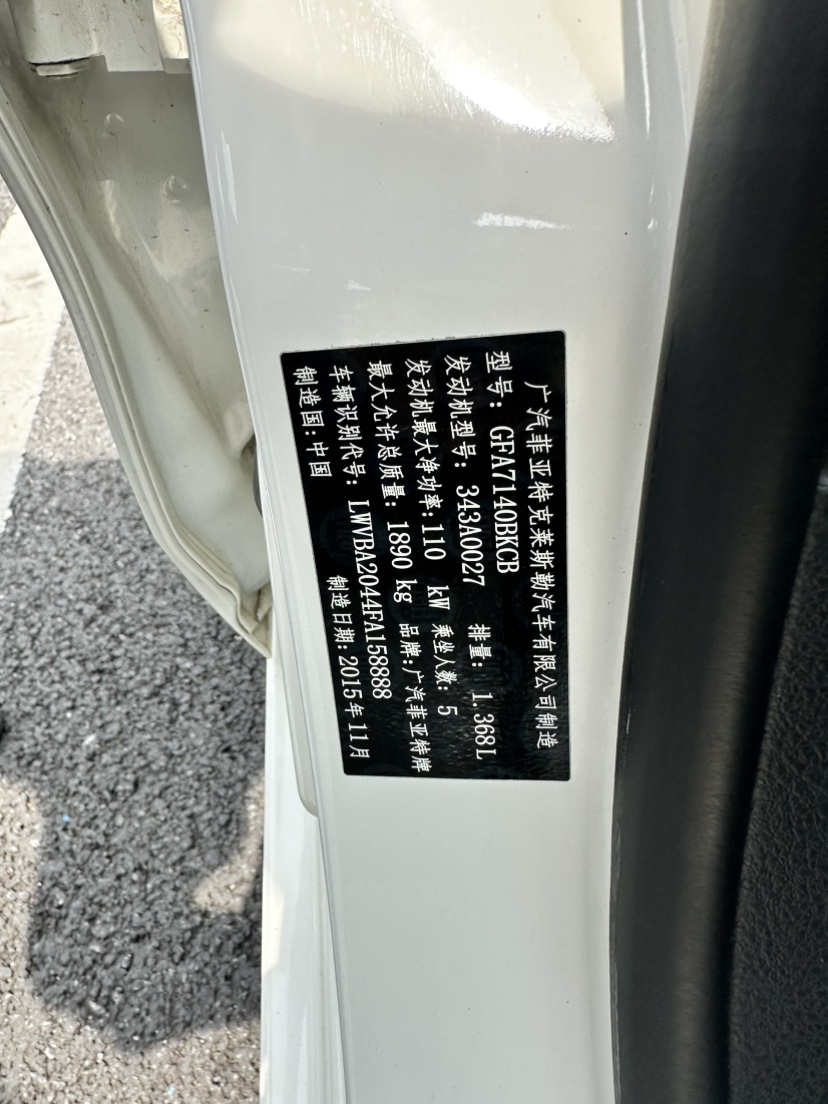 广汽菲亚特克莱斯勒汽车有限公司制造
型号：GFA7140BKCB
发动机型号：343A0027 排量：1.368L
发动机最大净功率：110 kW 乘坐人数：5
最大允许总质量：1890 kg 品牌：广汽菲亚特牌
车辆识别代号：LWVBA2044FA158888
制造国：中国 制造日期：2015年11月